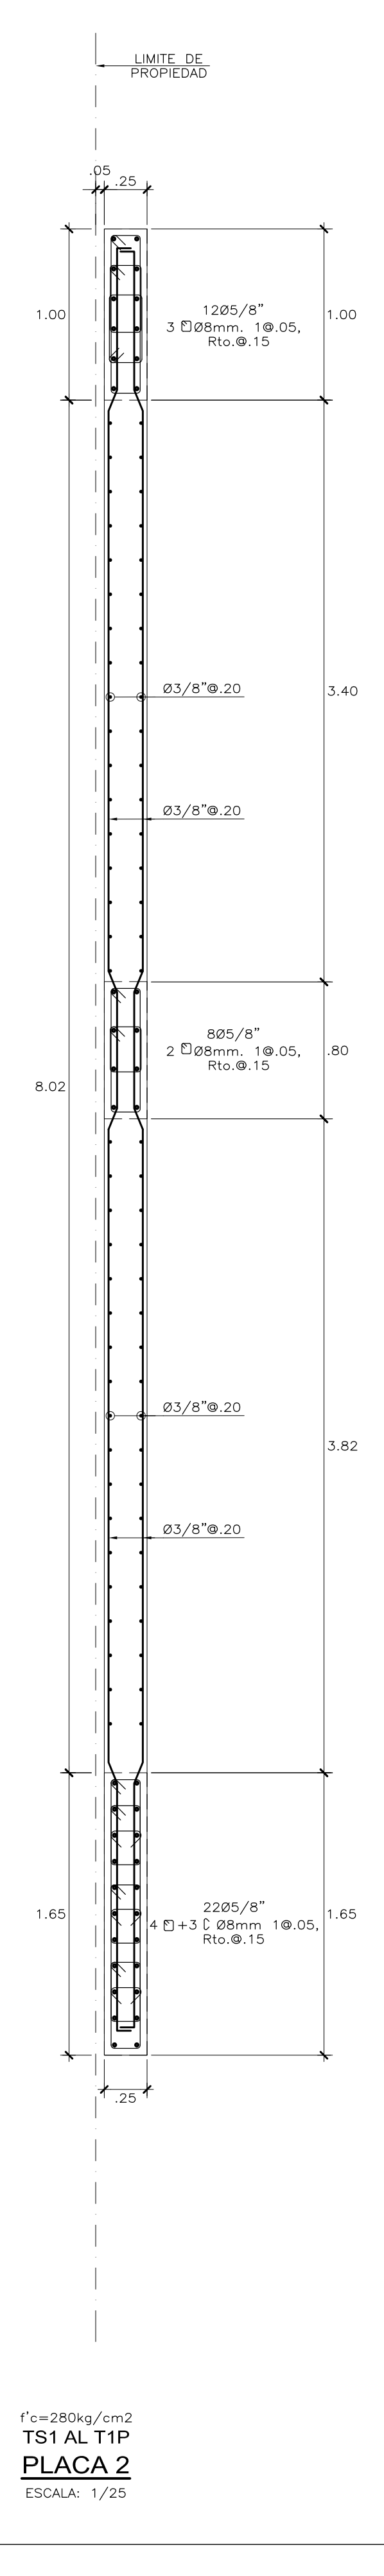 LIMITE DE
PROPIEDAD
.05
.25
1.00
12Ø5/8"
3 Ø8mm. 1@.05,
Rto.@.15
1.00
Ø3/8"@.20
3.40
Ø3/8"@.20
8Ø5/8"
2 Ø8mm. 1@.05,
Rto.@.15
.80
8.02
Ø3/8"@.20
3.82
Ø3/8"@.20
1.65
22Ø5/8"
4 +3 Ø8mm 1@.05,
Rto.@.15
1.65
.25
f'c=280kg/cm2
TS1 AL T1P
PLACA 2
ESCALA: 1/25